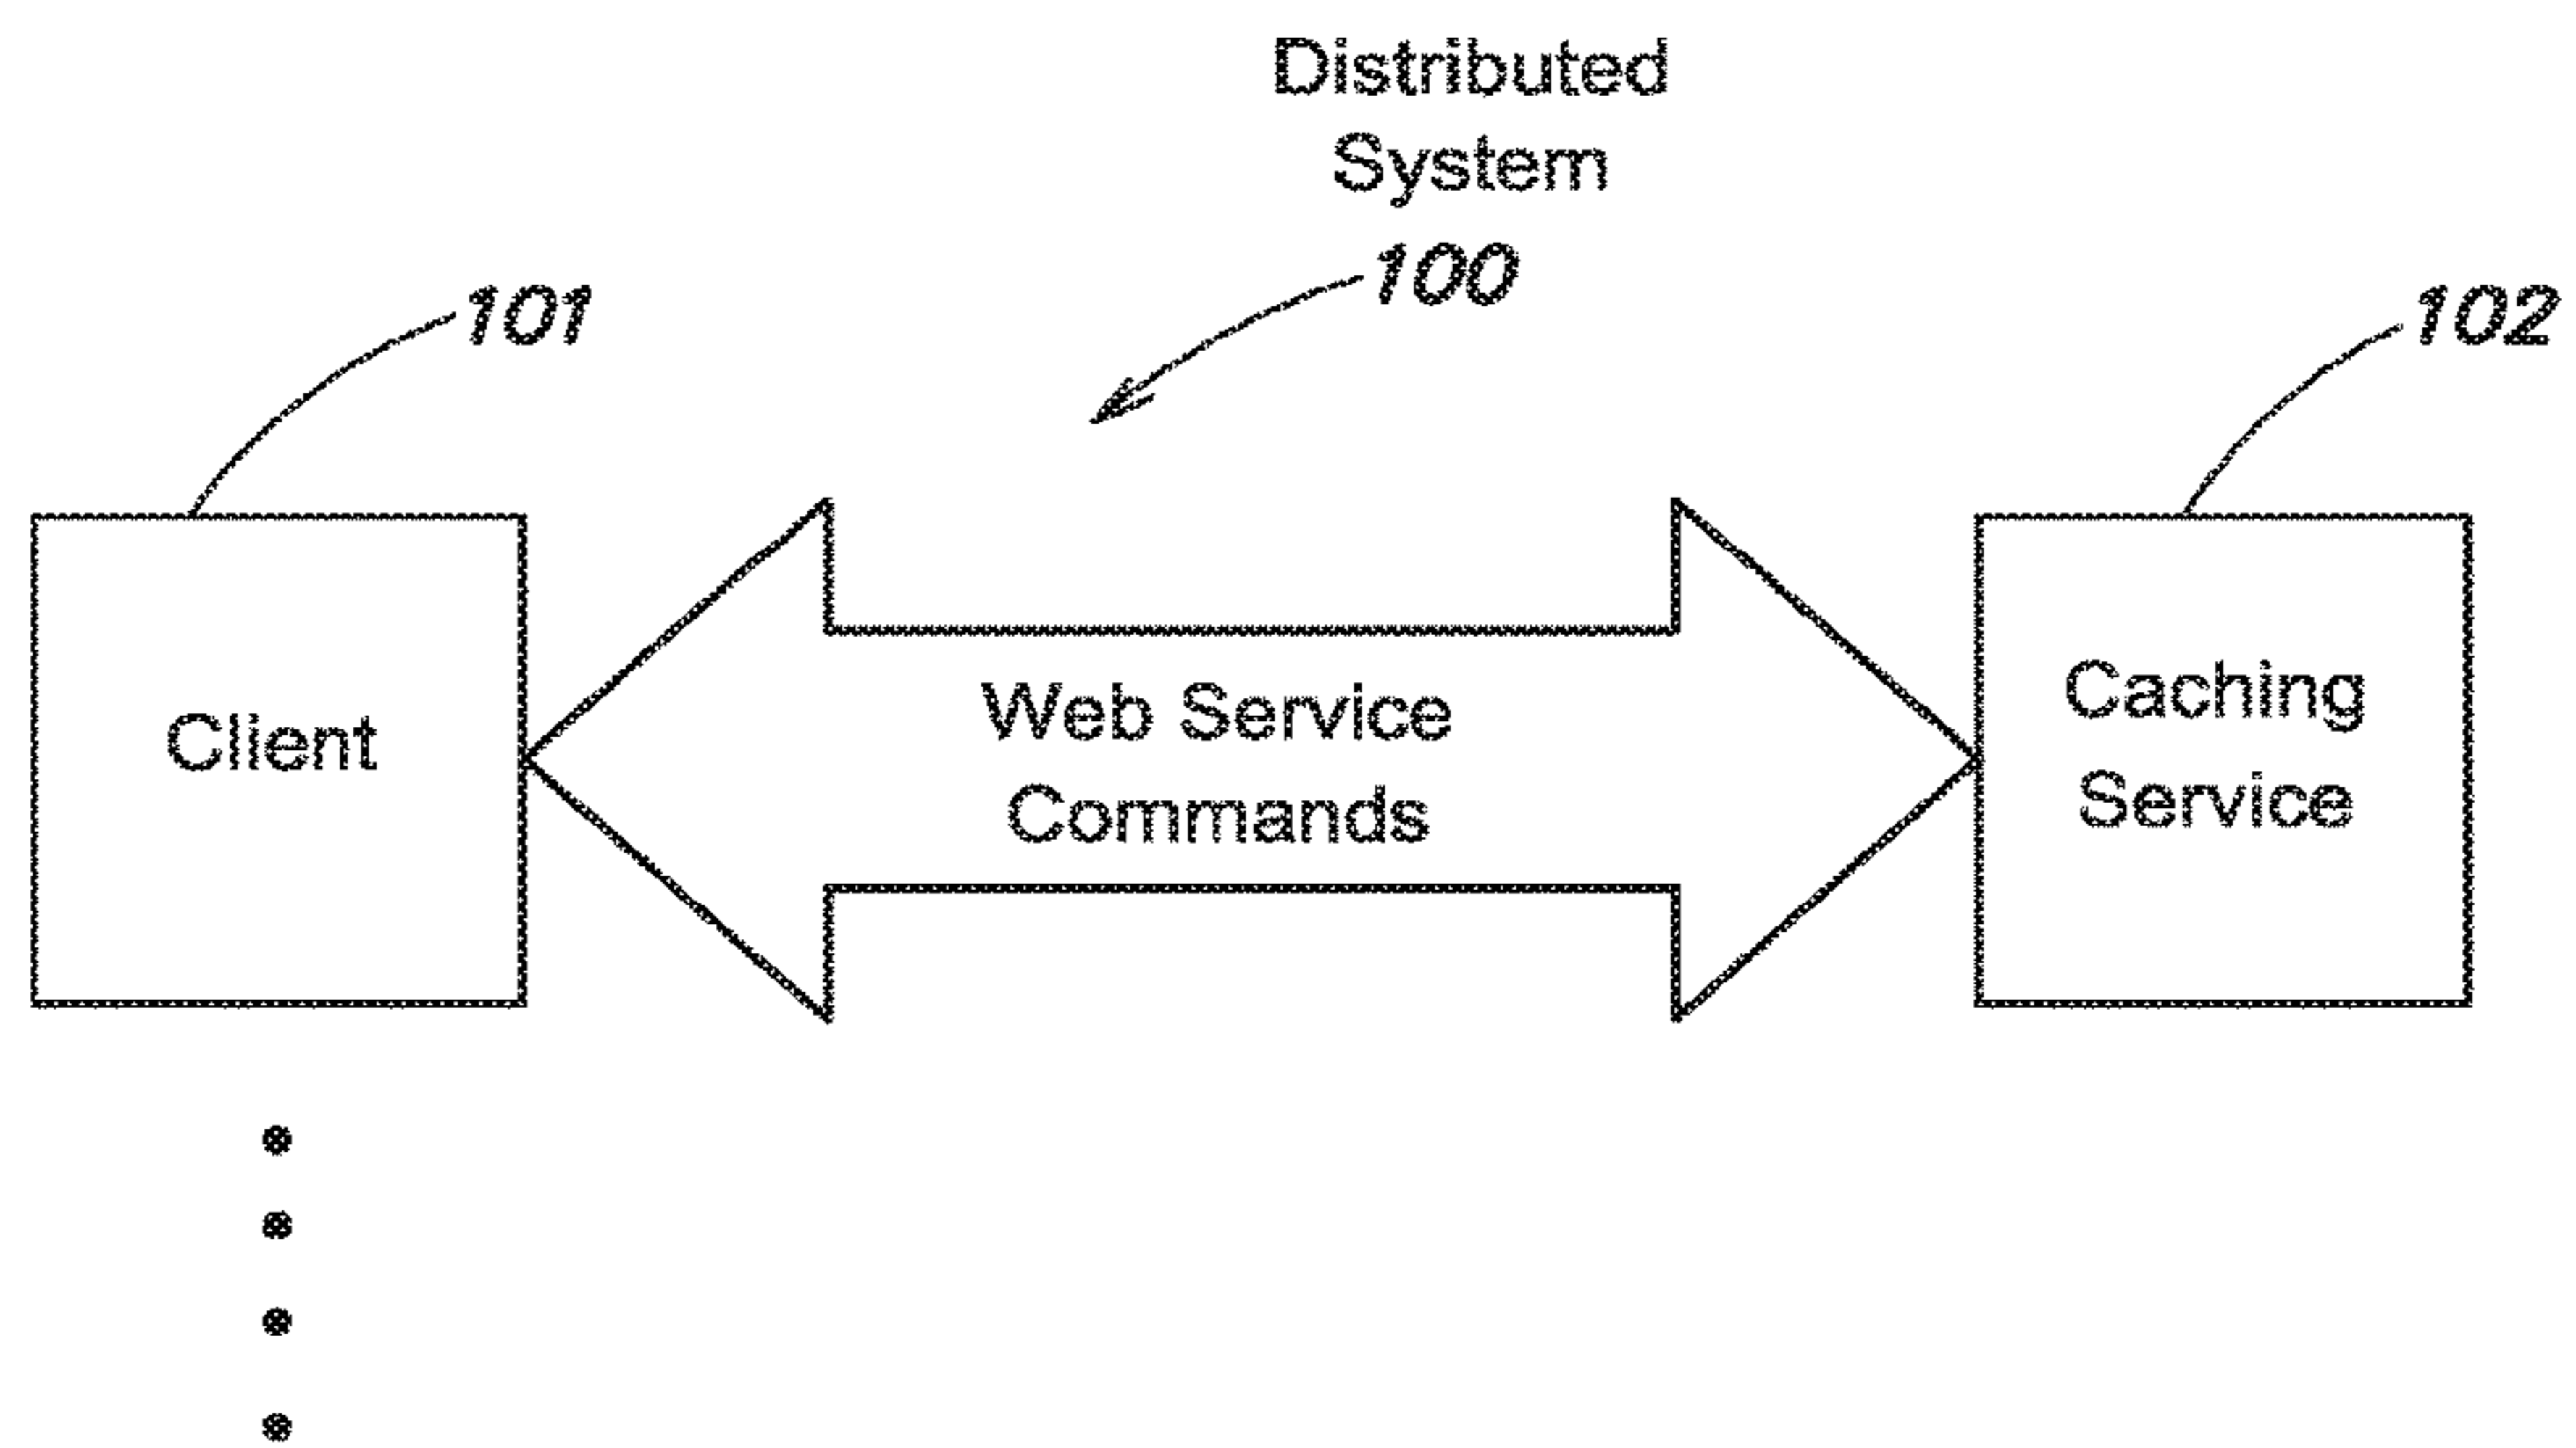 Distributed
System
100
101
102
Client
Web Service
Commands
Caching
Service